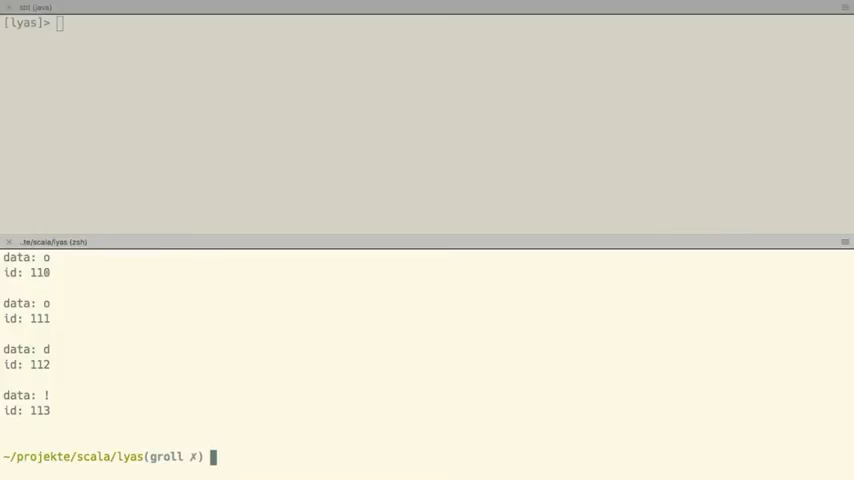 sbt (java)
[lyas]>
..te/scala/lyas (zsh)
data: o
id: 110
data: o
id: 111
data: d
id: 112
data: !
id: 113
~/projekte/scala/lyas(groll ✗)